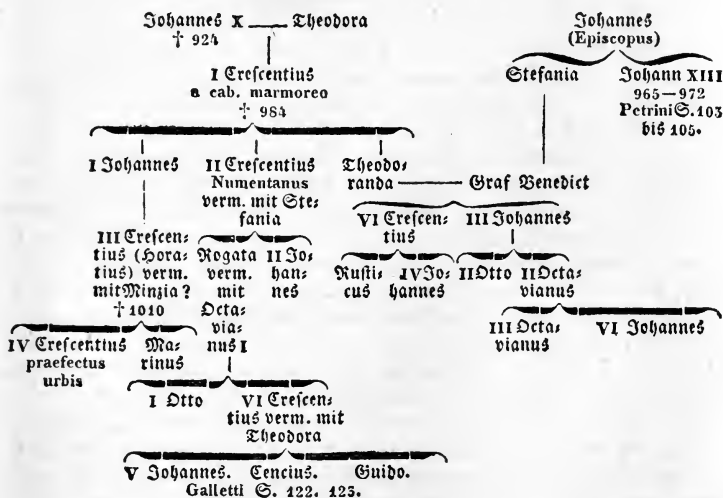 Johannes X Theodora
† 924
Johannes
(Episcopus)
I Crescentius
a cab. marmoreo
† 984
Stefania Johann XIII
965—972
Petrini S. 103
bis 105.
I Johannes
II Crescentius
Numentanus
verm. mit Ste-
fania
Theodo-
randa
Graf Benedict
VI Crescen-
tius
III Johannes
III Crescen-
tius (Hora-
tius) verm.
mit Minzia?
† 1010
Rogata
verm.
mit
Octa-
via-
nus I
II Jo-
han-
nes
Rusti-
cus
IV Jo-
hannes
II Otto
II Octa-
vianus
III Octa-
vianus
VI Johannes
IV Crescentius
praefectus
urbis
Ma-
rinus
I Otto
VI Crescen-
tius verm. mit
Theodora
V Johannes. Cencius. Guido.
Galletti S. 122. 123.